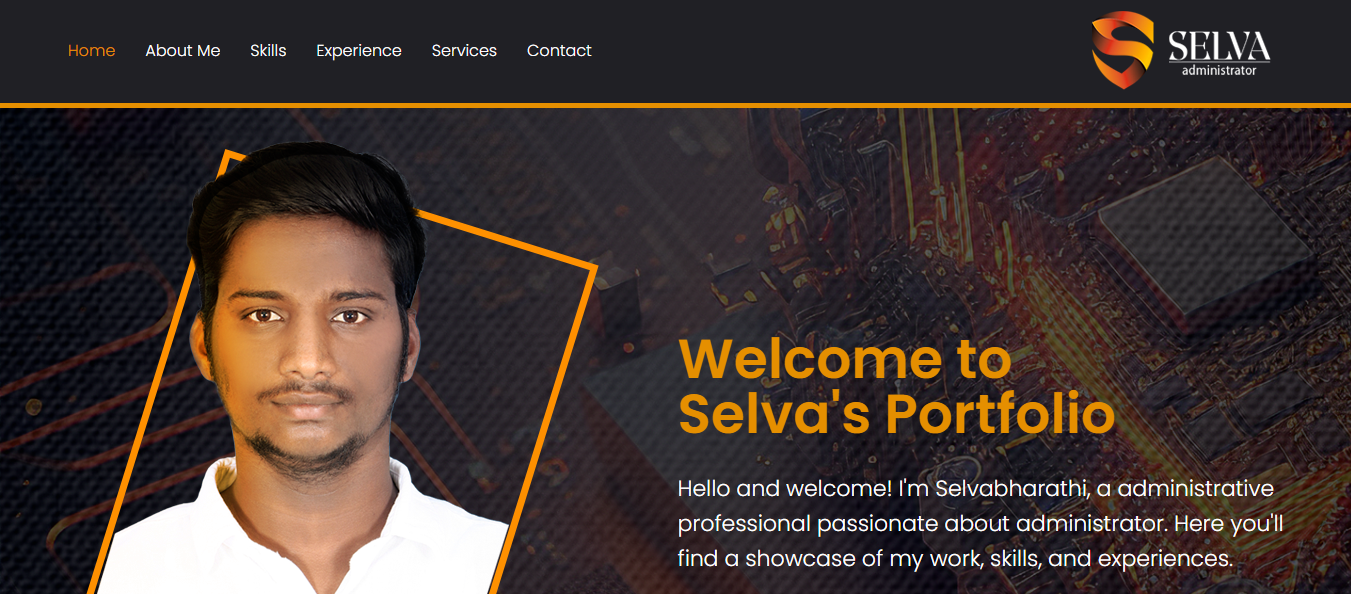 Home About Me Skills Experience Services Contact
SELVA
administrator
Welcome to
Selva's Portfolio
Hello and welcome! I'm Selvabharathi, a administrative
professional passionate about administrator. Here you'll
find a showcase of my work, skills, and experiences.